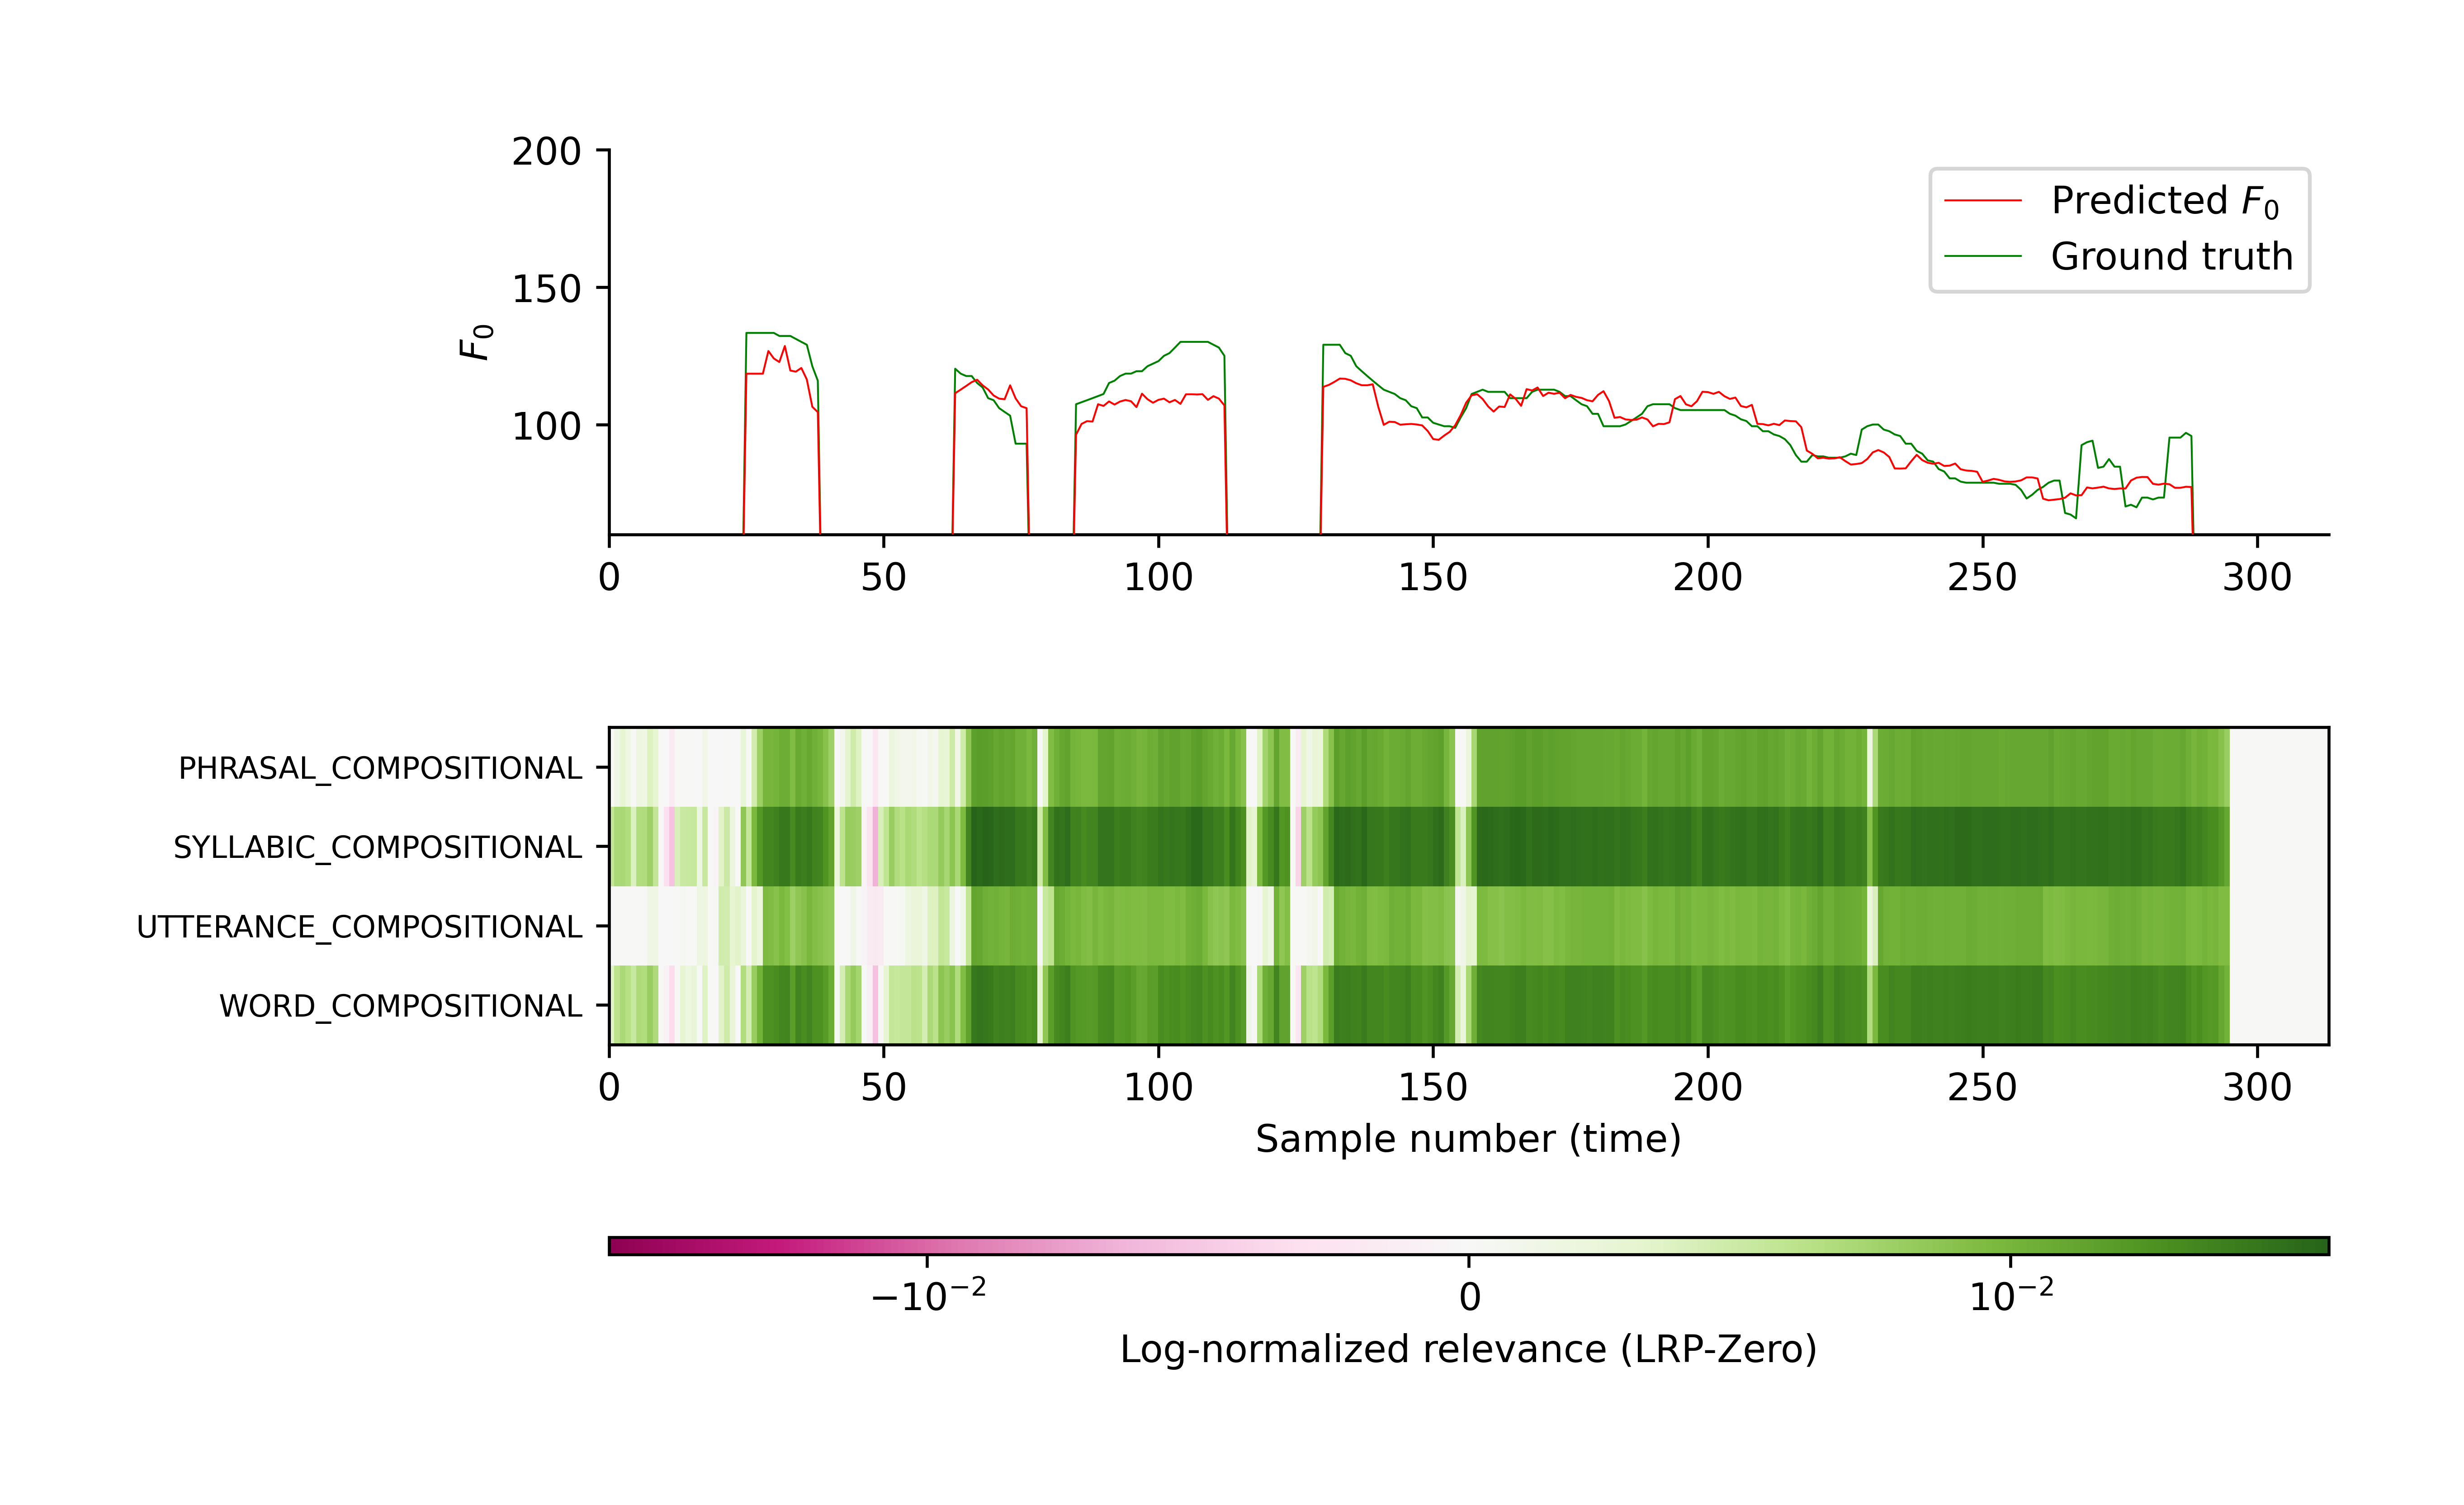 200
150
100
F₀
Predicted F₀
Ground truth
0 50 100 150 200 250 300
PHRASAL_COMPOSITIONAL
SYLLABIC_COMPOSITIONAL
UTTERANCE_COMPOSITIONAL
WORD_COMPOSITIONAL
0 50 100 150 200 250 300
Sample number (time)
−10⁻² 0 10⁻²
Log-normalized relevance (LRP-Zero)